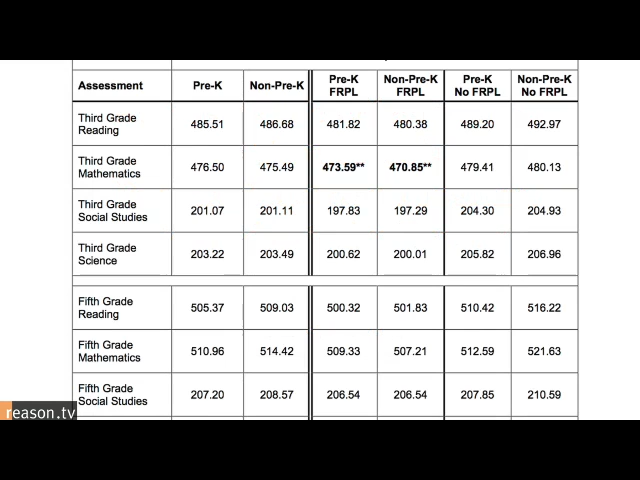 Assessment Pre-K Non-Pre-K Pre-K FRPL Non-Pre-K FRPL Pre-K No FRPL Non-Pre-K No FRPL
Third Grade Reading 485.51 486.68 481.82 480.38 489.20 492.97
Third Grade Mathematics 476.50 475.49 473.59** 470.85** 479.41 480.13
Third Grade Social Studies 201.07 201.11 197.83 197.29 204.30 204.93
Third Grade Science 203.22 203.49 200.62 200.01 205.82 206.96
Fifth Grade Reading 505.37 509.03 500.32 501.83 510.42 516.22
Fifth Grade Mathematics 510.96 514.42 509.33 507.21 512.59 521.63
Fifth Grade Social Studies 207.20 208.57 206.54 206.54 207.85 210.59
reason.tv